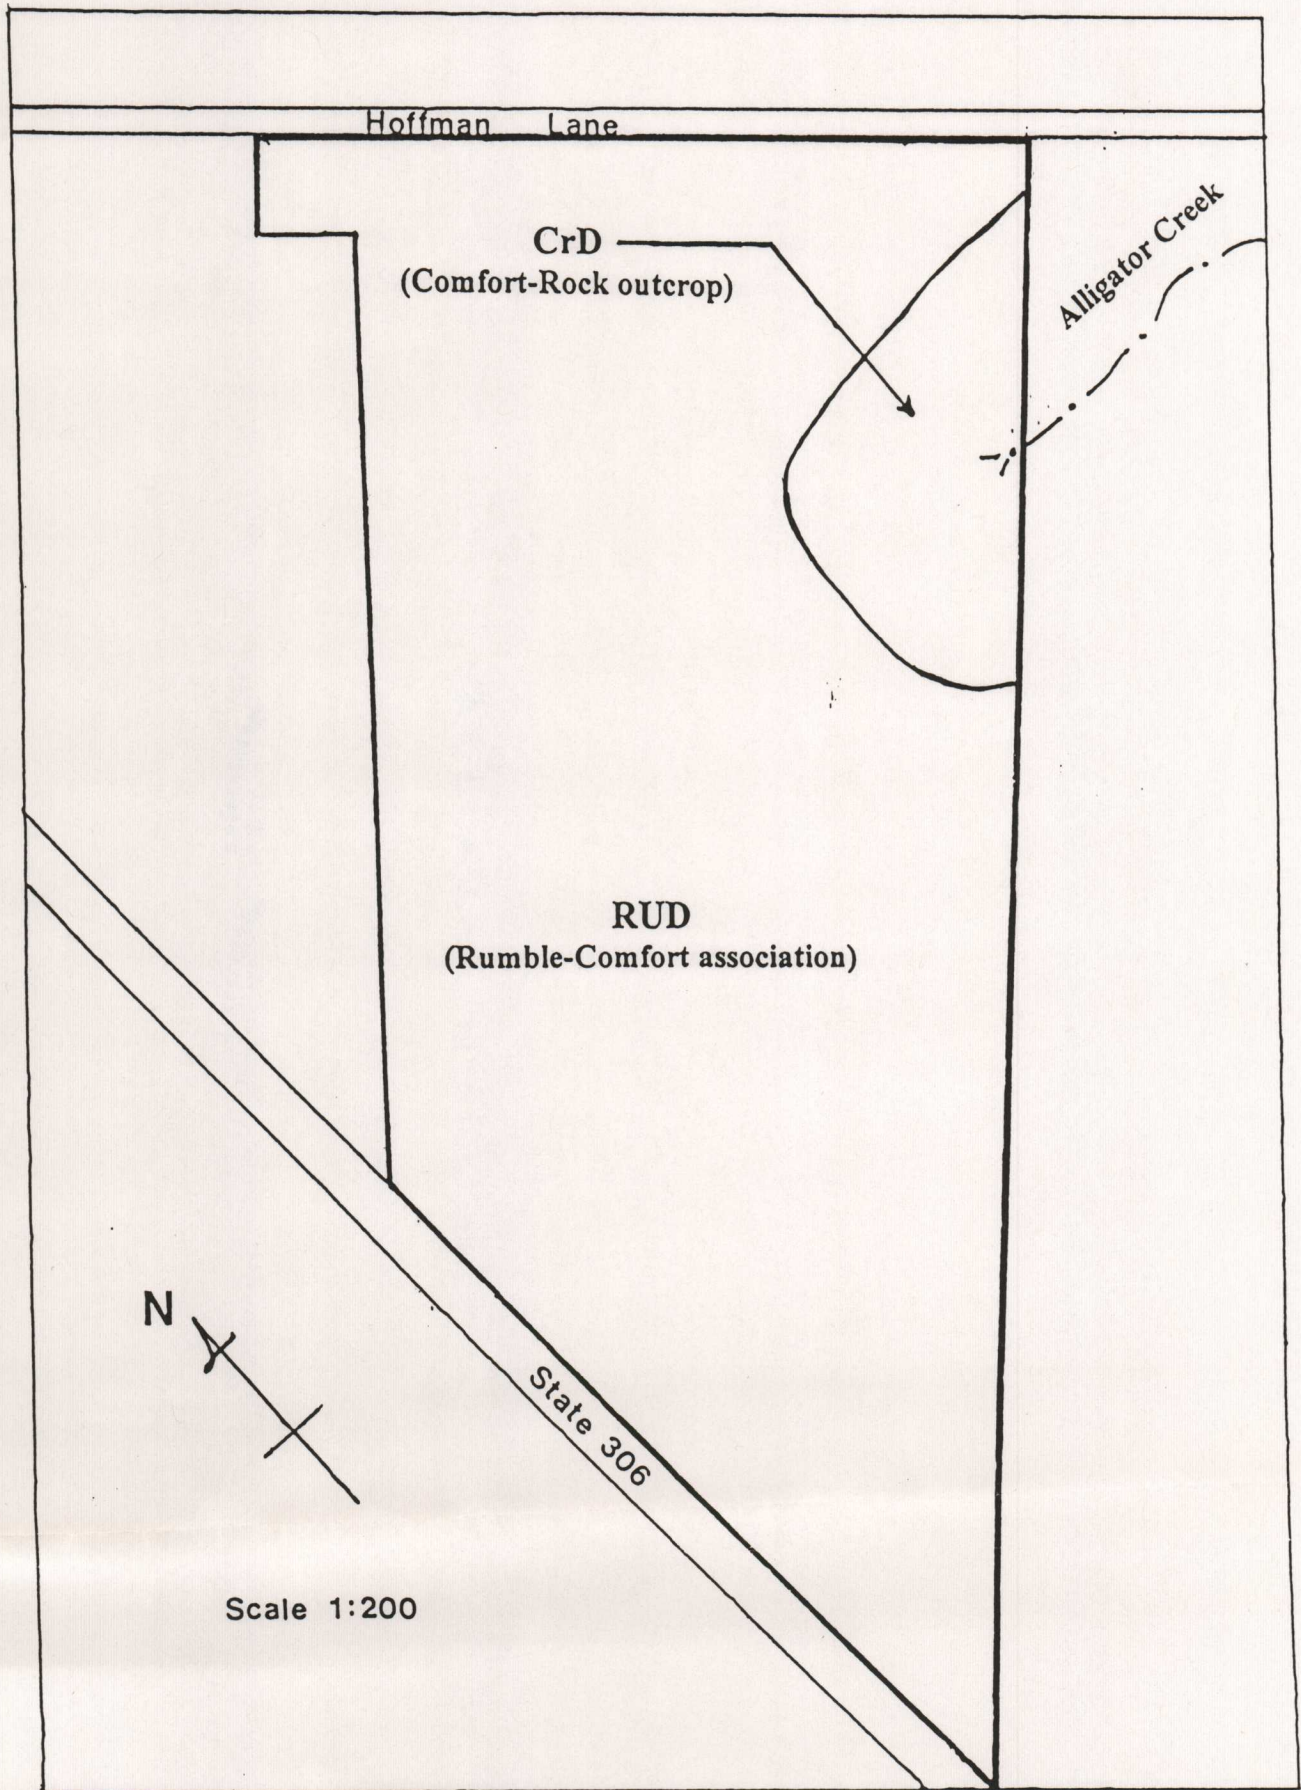 Hoffman Lane
CrD
(Comfort-Rock outcrop)
Alligator Creek
RUD
(Rumble-Comfort association)
N
State 306
Scale 1:200